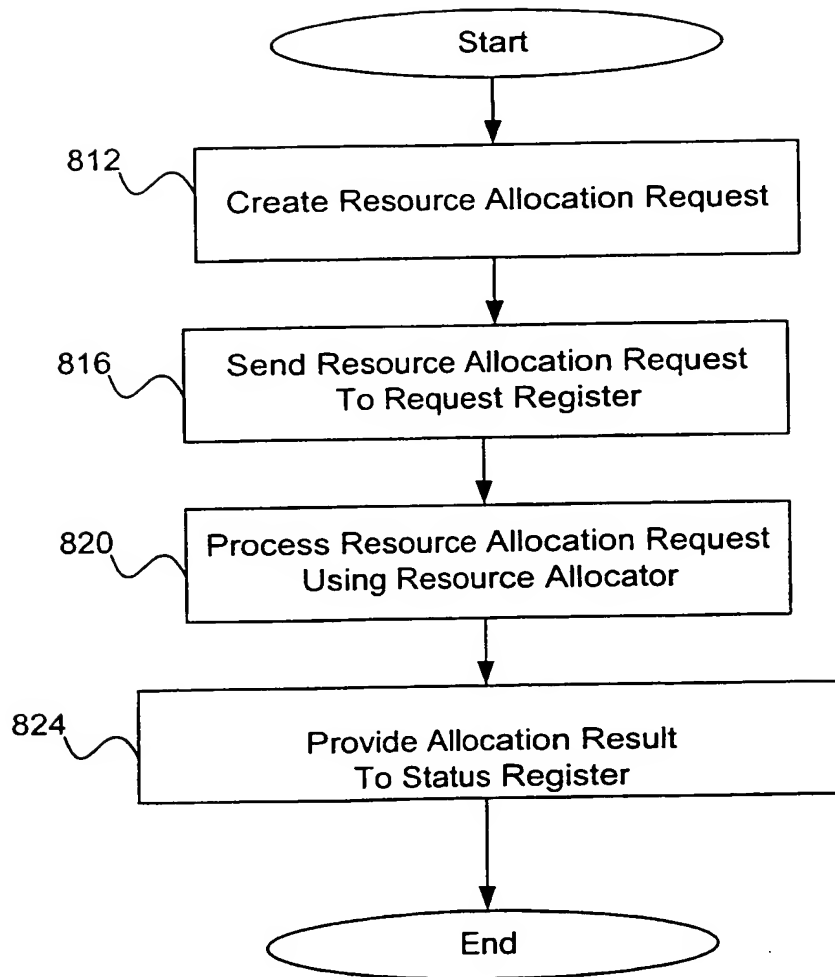 Start
812
Create Resource Allocation Request
816
Send Resource Allocation Request
To Request Register
820
Process Resource Allocation Request
Using Resource Allocator
824
Provide Allocation Result
To Status Register
End